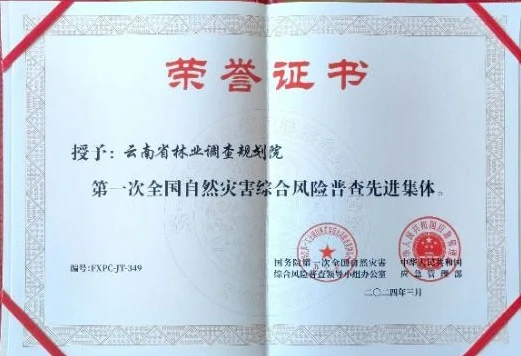 荣誉证书
授予：云南省林业调查规划院
第一次全国自然灾害综合风险普查先进集体。
编号：FXPC-JT-349
国务院第一次全国自然灾害
综合风险普查领导小组办公室
中华人民共和国
应急管理部
二〇二四年三月